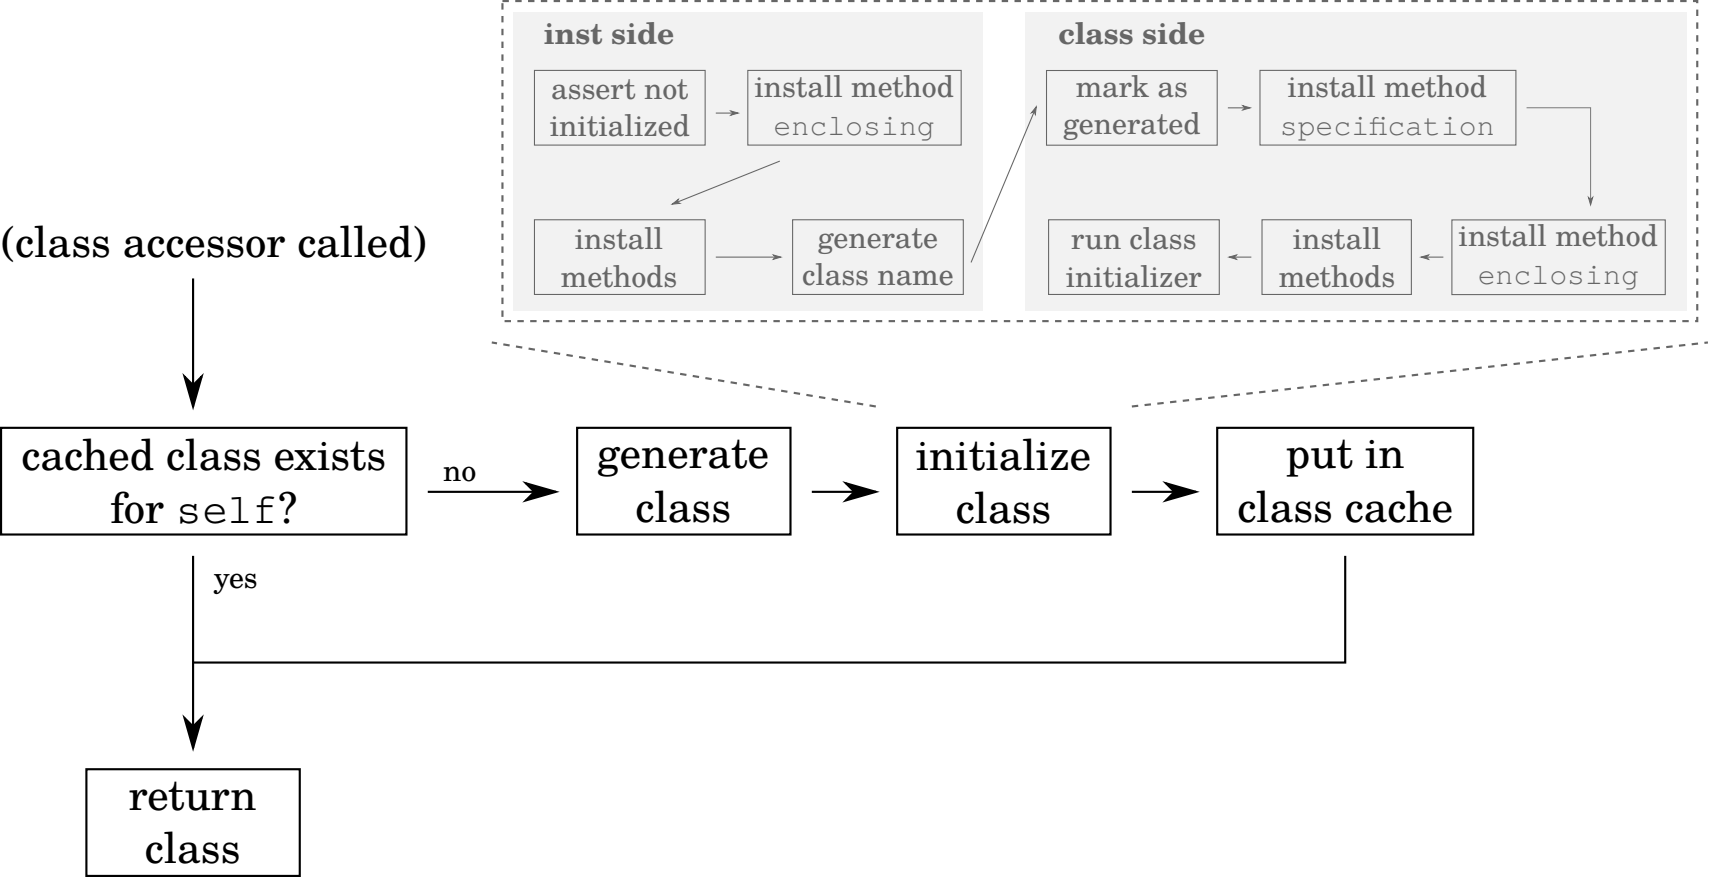 inst side
assert not
initialized
install method
enclosing
install
methods
generate
class name
class side
mark as
generated
install method
specification
run class
initializer
install
methods
install method
enclosing
(class accessor called)
cached class exists
for self?
no
generate
class
initialize
class
put in
class cache
yes
return
class